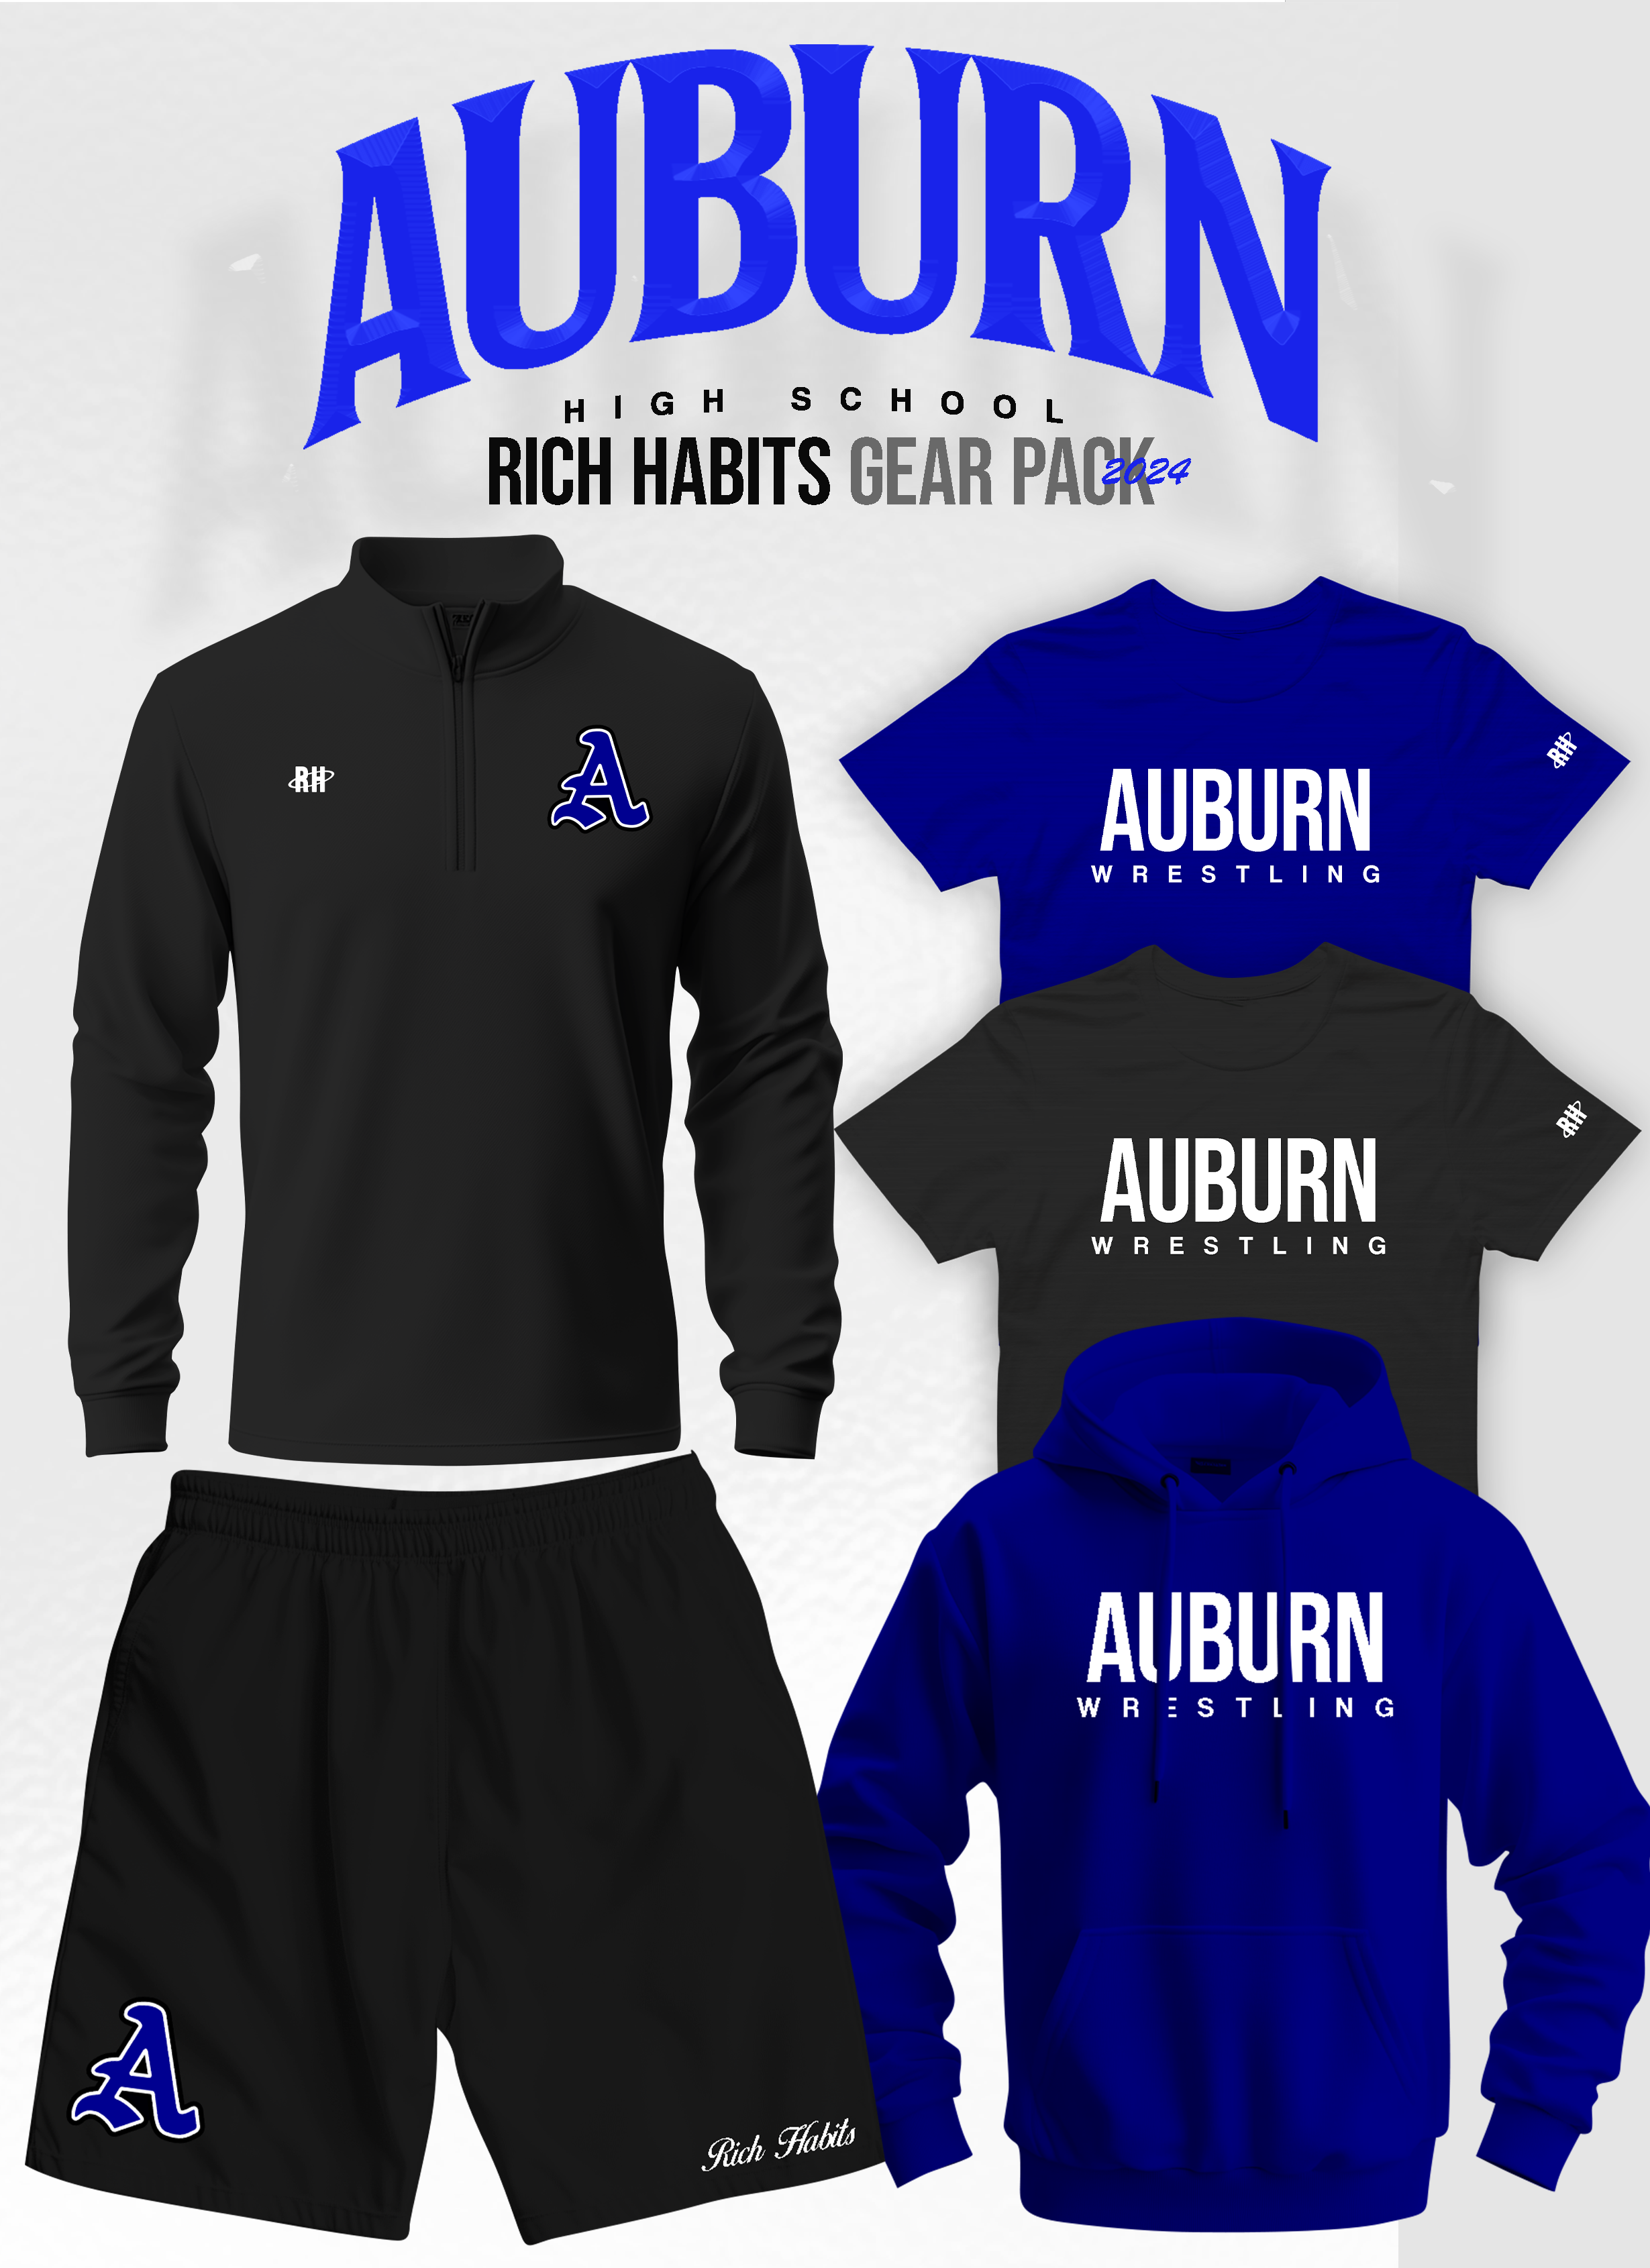 AUBURN
HIGH SCHOOL
RICH HABITS GEAR PACK
2024
RH
A
AUBURN
WRESTLING
RH
AUBURN
WRESTLING
RH
AUBURN
WRESTLING
A
Rich Habits